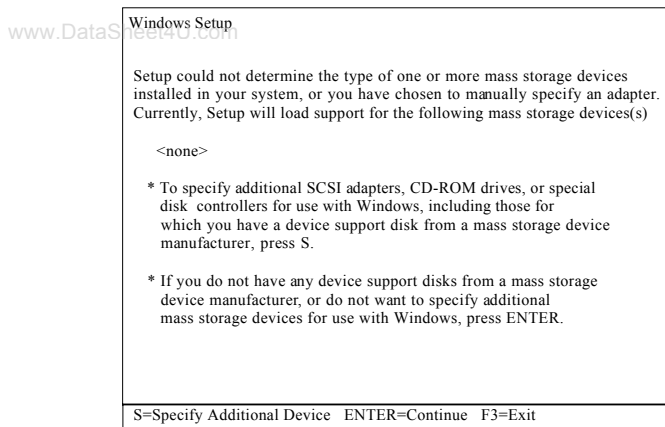 Windows Setup
www.DataSheet4U.com
Setup could not determine the type of one or more mass storage devices
installed in your system, or you have chosen to manually specify an adapter.
Currently, Setup will load support for the following mass storage devices(s)
<none>
* To specify additional SCSI adapters, CD-ROM drives, or special
disk controllers for use with Windows, including those for
which you have a device support disk from a mass storage device
manufacturer, press S.
* If you do not have any device support disks from a mass storage
device manufacturer, or do not want to specify additional
mass storage devices for use with Windows, press ENTER.
S=Specify Additional Device ENTER=Continue F3=Exit